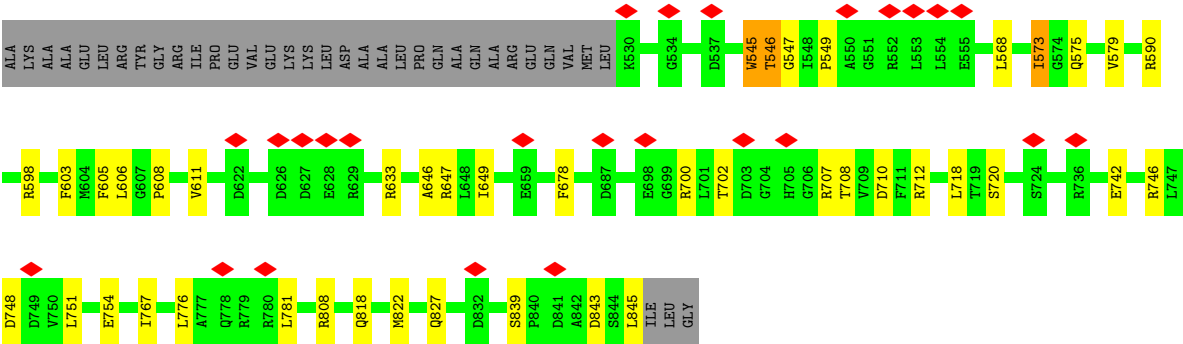 ALA LYS ALA ALA GLU LEU ARG TYR GLY ARG ILE PRO GLU VAL GLU LYS LYS LEU ASP ALA ALA LEU PRO GLN ALA GLN ALA ARG GLU GLN VAL MET LEU K530 G534 D537 W545 T546 G547 I548 P549 A550 G551 R552 L553 L554 E555 L568 I573 G574 Q575 V579 R590
R598 F603 M604 F605 L606 G607 P608 V611 D622 D626 D627 E628 R629 R633 A646 R647 L648 I649 E659 F678 D687 E698 G699 R700 L701 T702 D703 G704 H705 G706 R707 T708 V709 D710 F711 R712 L718 T719 S720 S724 R736 E742 R746 L747
D748 D749 V750 L751 E754 I767 L776 A777 Q778 R779 R780 L781 R808 Q818 M822 Q827 D832 S839 P840 D841 A842 D843 S844 L845 ILE LEU GLY